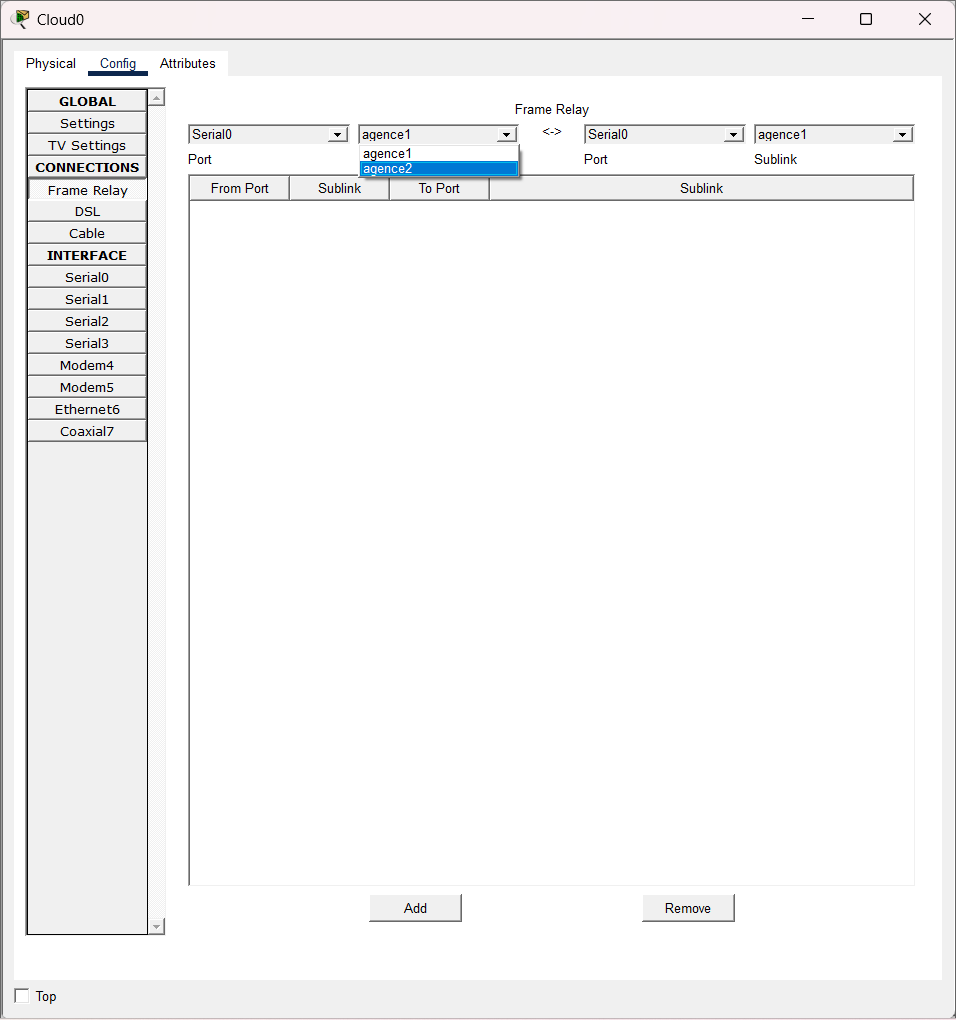 Cloud0
Physical Config Attributes
GLOBAL
Settings
TV Settings
CONNECTIONS
Frame Relay
DSL
Cable
INTERFACE
Serial0
Serial1
Serial2
Serial3
Modem4
Modem5
Ethernet6
Coaxial7
Frame Relay
Serial0 agence1 <-> Serial0 agence1
agence1
agence2
Port Port Sublink
From Port Sublink To Port Sublink
Add Remove
Top